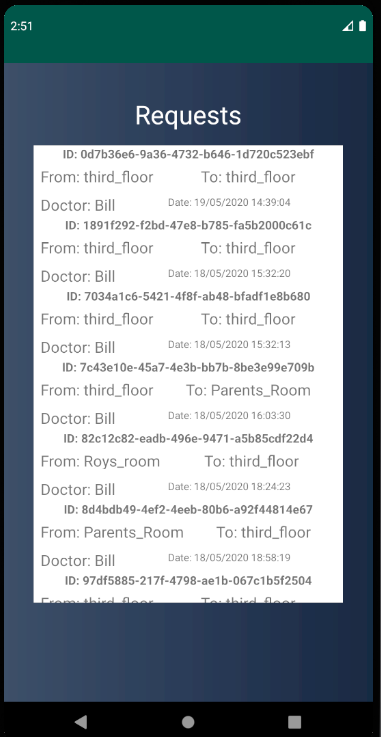 2:51
Requests
ID: 0d7b36e6-9a36-4732-b646-1d720c523ebf
From: third_floor To: third_floor
Doctor: Bill Date: 19/05/2020 14:39:04
ID: 1891f292-f2bd-47e8-b785-fa5b2000c61c
From: third_floor To: third_floor
Doctor: Bill Date: 18/05/2020 15:32:20
ID: 7034a1c6-5421-4f8f-ab48-bfadf1e8b680
From: third_floor To: third_floor
Doctor: Bill Date: 18/05/2020 15:32:13
ID: 7c43e10e-45a7-4e3b-bb7b-8be3e99e709b
From: third_floor To: Parents_Room
Doctor: Bill Date: 18/05/2020 16:03:30
ID: 82c12c82-eadb-496e-9471-a5b85cdf22d4
From: Roys_room To: third_floor
Doctor: Bill Date: 18/05/2020 18:24:23
ID: 8d4bdb49-4ef2-4eeb-80b6-a92f44814e67
From: Parents_Room To: third_floor
Doctor: Bill Date: 18/05/2020 18:58:19
ID: 97df5885-217f-4798-ae1b-067c1b5f2504
From: third_floor To: third_floor